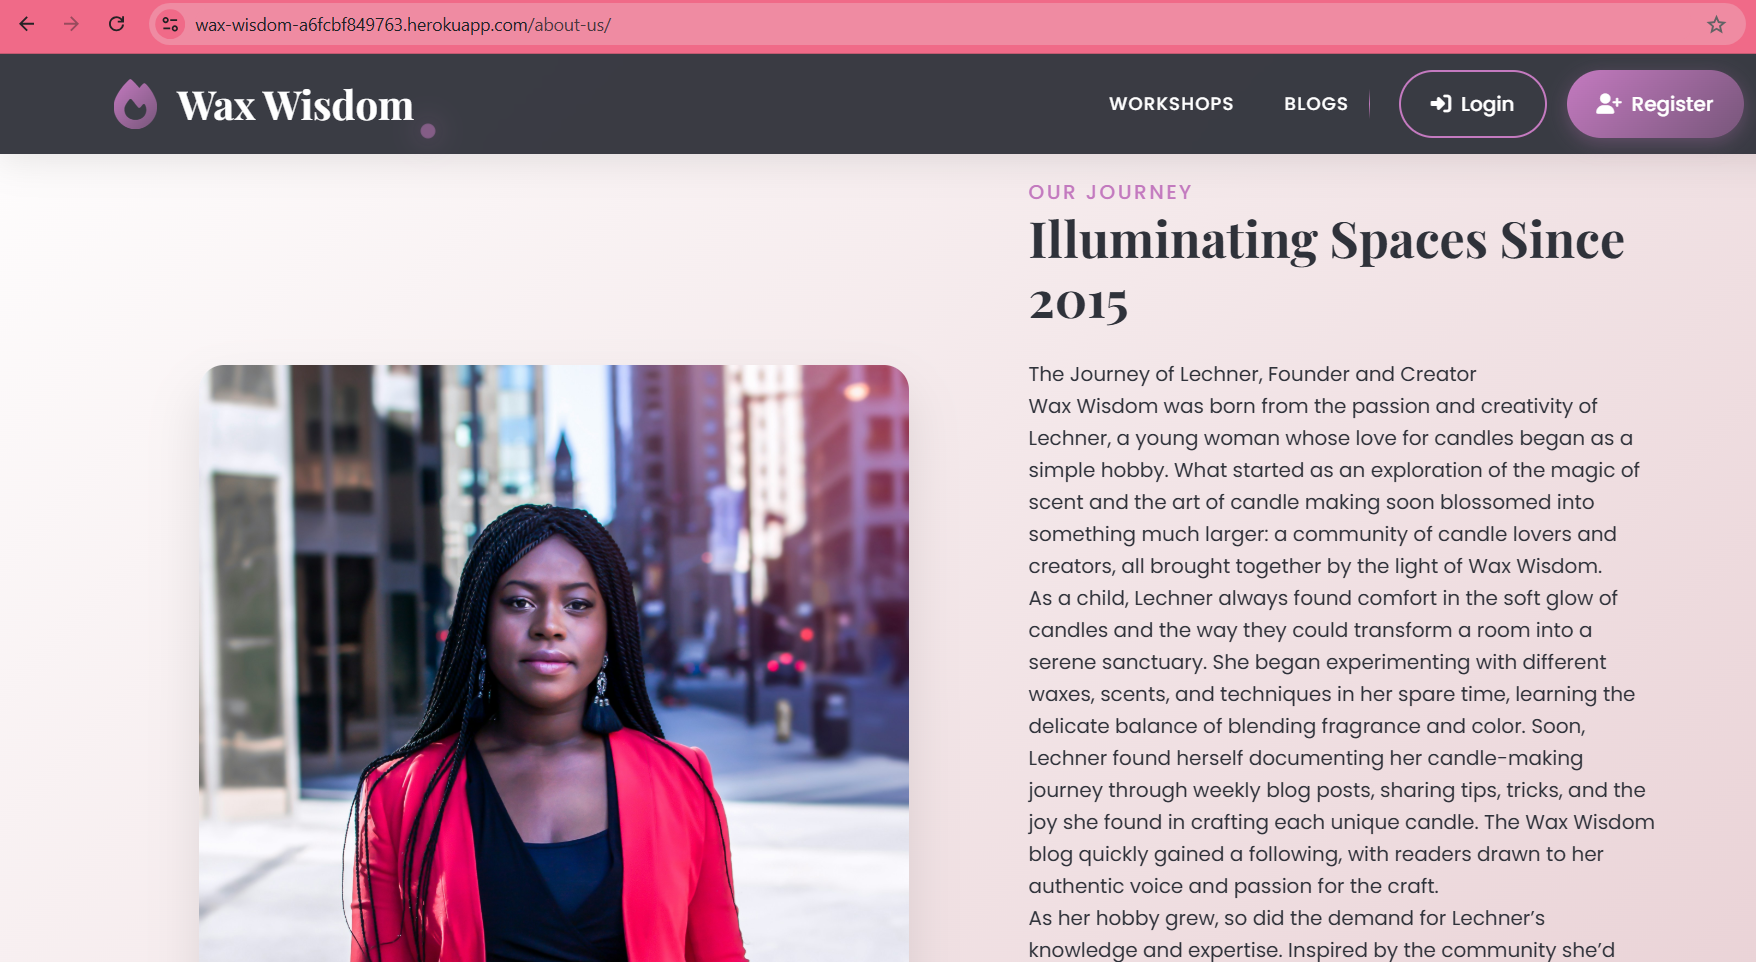 wax-wisdom-a6fcbf849763.herokuapp.com/about-us/
Wax Wisdom
WORKSHOPS
BLOGS
Login
Register
OUR JOURNEY
Illuminating Spaces Since
2015
The Journey of Lechner, Founder and Creator
Wax Wisdom was born from the passion and creativity of
Lechner, a young woman whose love for candles began as a
simple hobby. What started as an exploration of the magic of
scent and the art of candle making soon blossomed into
something much larger: a community of candle lovers and
creators, all brought together by the light of Wax Wisdom.
As a child, Lechner always found comfort in the soft glow of
candles and the way they could transform a room into a
serene sanctuary. She began experimenting with different
waxes, scents, and techniques in her spare time, learning the
delicate balance of blending fragrance and color. Soon,
Lechner found herself documenting her candle-making
journey through weekly blog posts, sharing tips, tricks, and the
joy she found in crafting each unique candle. The Wax Wisdom
blog quickly gained a following, with readers drawn to her
authentic voice and passion for the craft.
As her hobby grew, so did the demand for Lechner’s
knowledge and expertise. Inspired by the community she’d